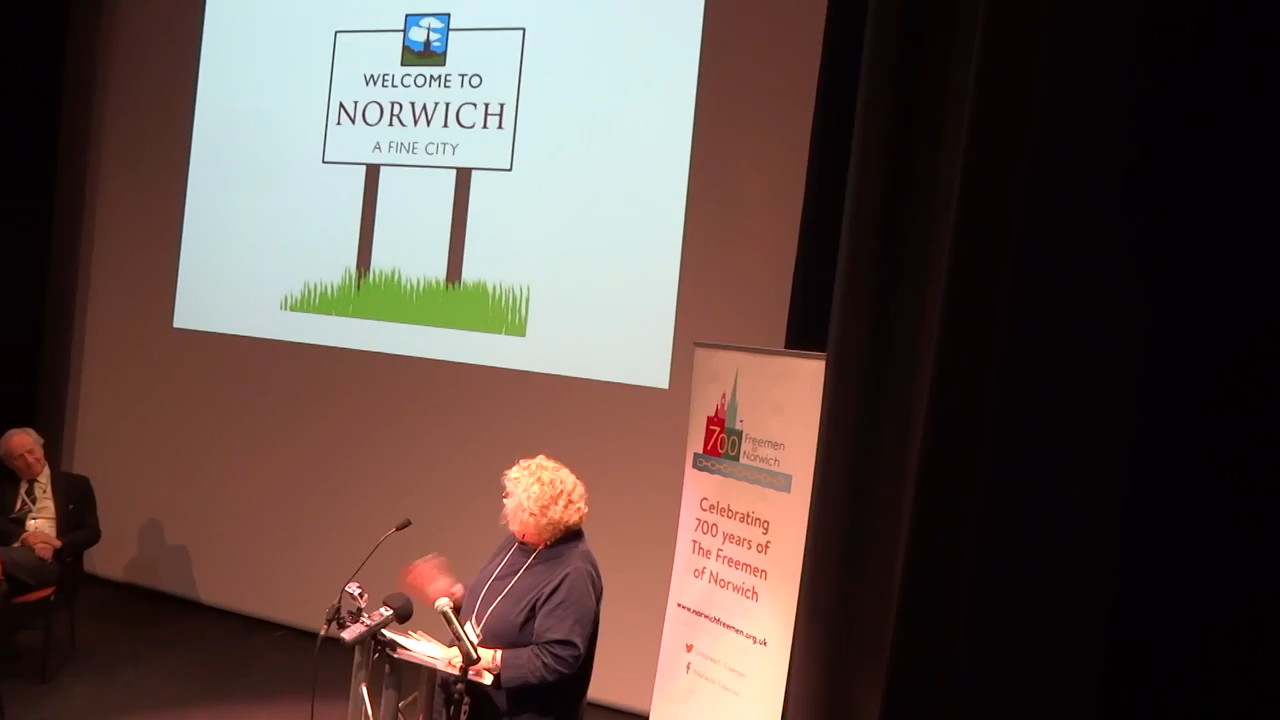 WELCOME TO
NORWICH
A FINE CITY
700
Freemen
of
Norwich
Celebrating
700 years of
The Freemen
of Norwich
www.norwichfreemen.org.uk